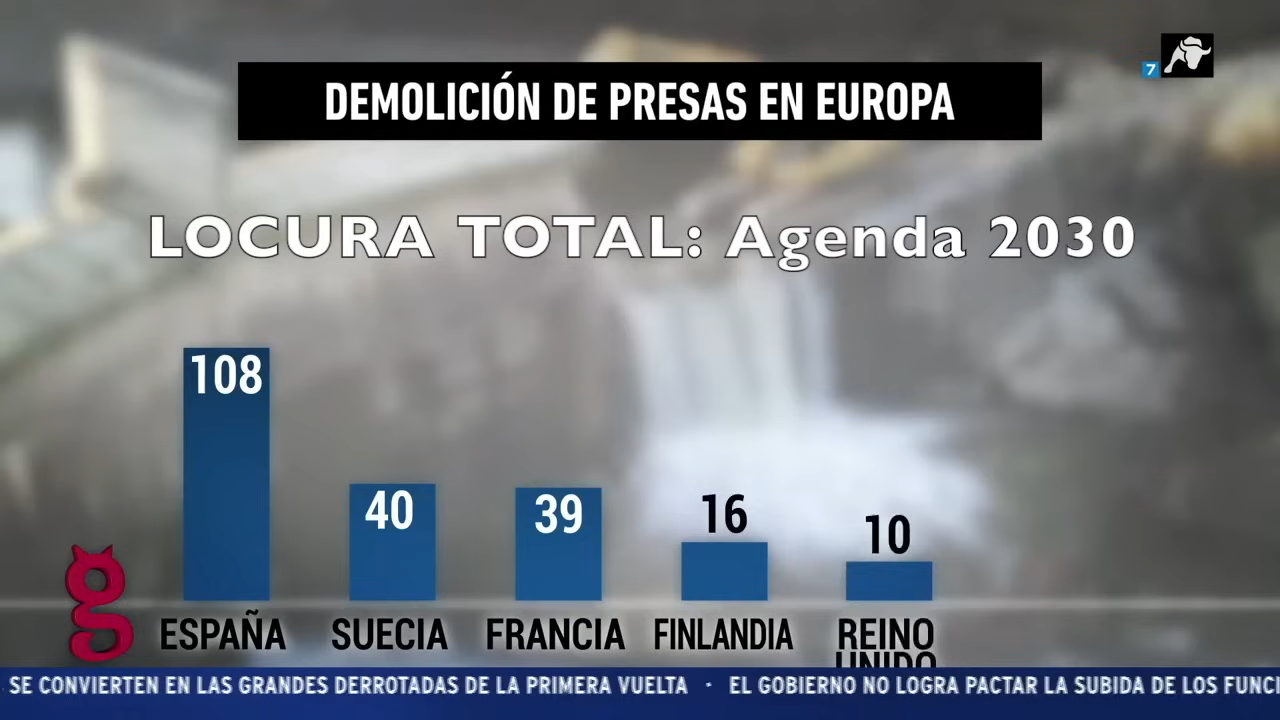 7
DEMOLICIÓN DE PRESAS EN EUROPA
LOCURA TOTAL: Agenda 2030
108
40
39
16
10
g
ESPAÑA
SUECIA
FRANCIA
FINLANDIA
REINO
UNIDO
SE CONVIERTEN EN LAS GRANDES DERROTADAS DE LA PRIMERA VUELTA · EL GOBIERNO NO LOGRA PACTAR LA SUBIDA DE LOS FUNCI